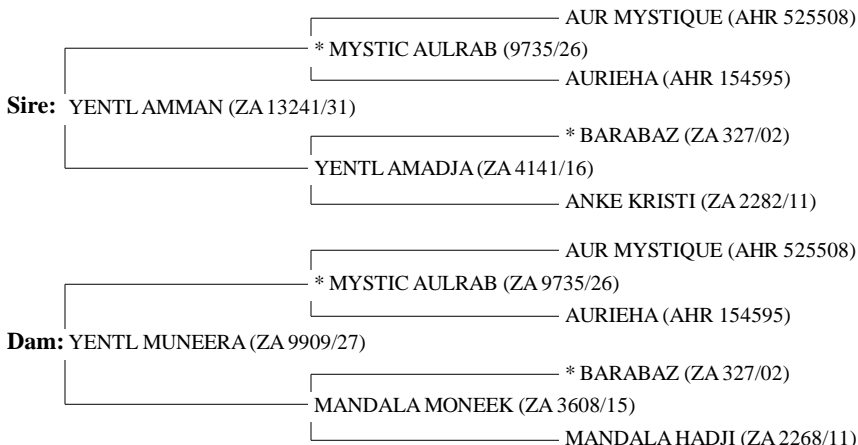 AUR MYSTIQUE (AHR 525508)
* MYSTIC AULRAB (9735/26)
AURIEHA (AHR 154595)
Sire: YENTL AMMAN (ZA 13241/31)
* BARABAZ (ZA 327/02)
YENTL AMADJA (ZA 4141/16)
ANKE KRISTI (ZA 2282/11)
AUR MYSTIQUE (AHR 525508)
* MYSTIC AULRAB (ZA 9735/26)
AURIEHA (AHR 154595)
Dam: YENTL MUNEERA (ZA 9909/27)
* BARABAZ (ZA 327/02)
MANDALA MONEEK (ZA 3608/15)
MANDALA HADJI (ZA 2268/11)